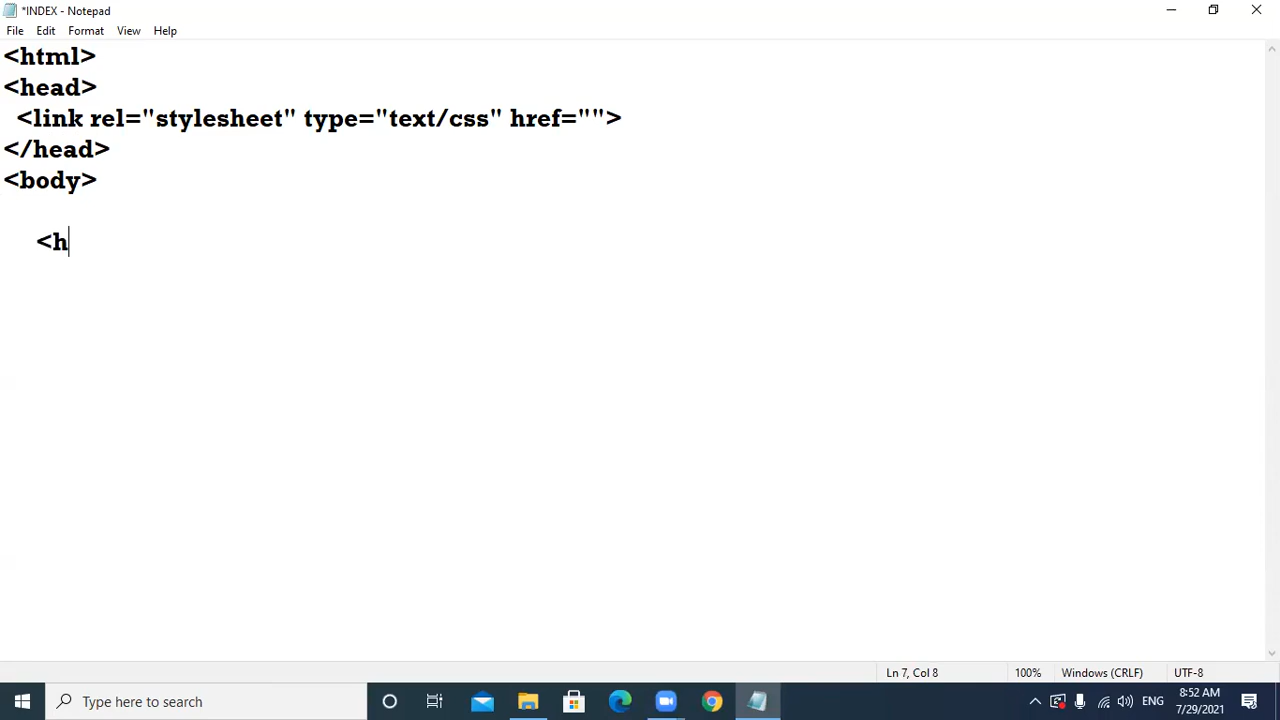 *INDEX - Notepad
File Edit Format View Help
<html>
<head>
<link rel="stylesheet" type="text/css" href="">
</head>
<body>
<h
Ln 7, Col 8 100% Windows (CRLF) UTF-8
Type here to search
ENG
8:52 AM
7/29/2021